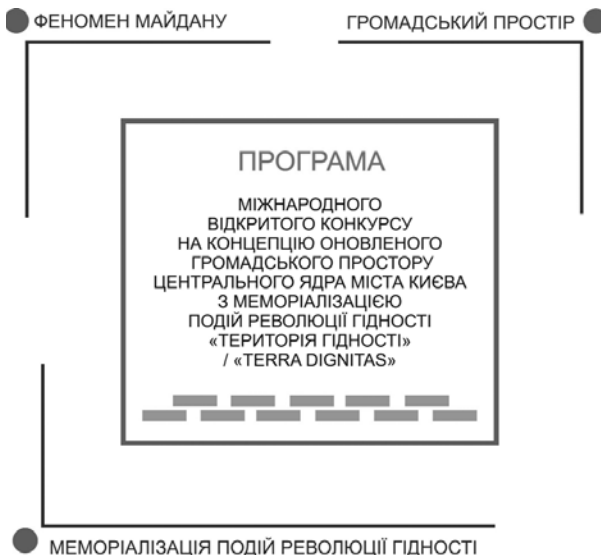 ФЕНОМЕН МАЙДАНУ
ГРОМАДСЬКИЙ ПРОСТІР
ПРОГРАМА
МІЖНАРОДНОГО
ВІДКРИТОГО КОНКУРСУ
НА КОНЦЕПЦІЮ ОНОВЛЕНОГО
ГРОМАДСЬКОГО ПРОСТОРУ
ЦЕНТРАЛЬНОГО ЯДРА МІСТА КИЄВА
З МЕМОРІАЛІЗАЦІЄЮ
ПОДІЙ РЕВОЛЮЦІЇ ГІДНОСТІ
«ТЕРИТОРІЯ ГІДНОСТІ»
/ «TERRA DIGNITAS»
МЕМОРІАЛІЗАЦІЯ ПОДІЙ РЕВОЛЮЦІЇ ГІДНОСТІ